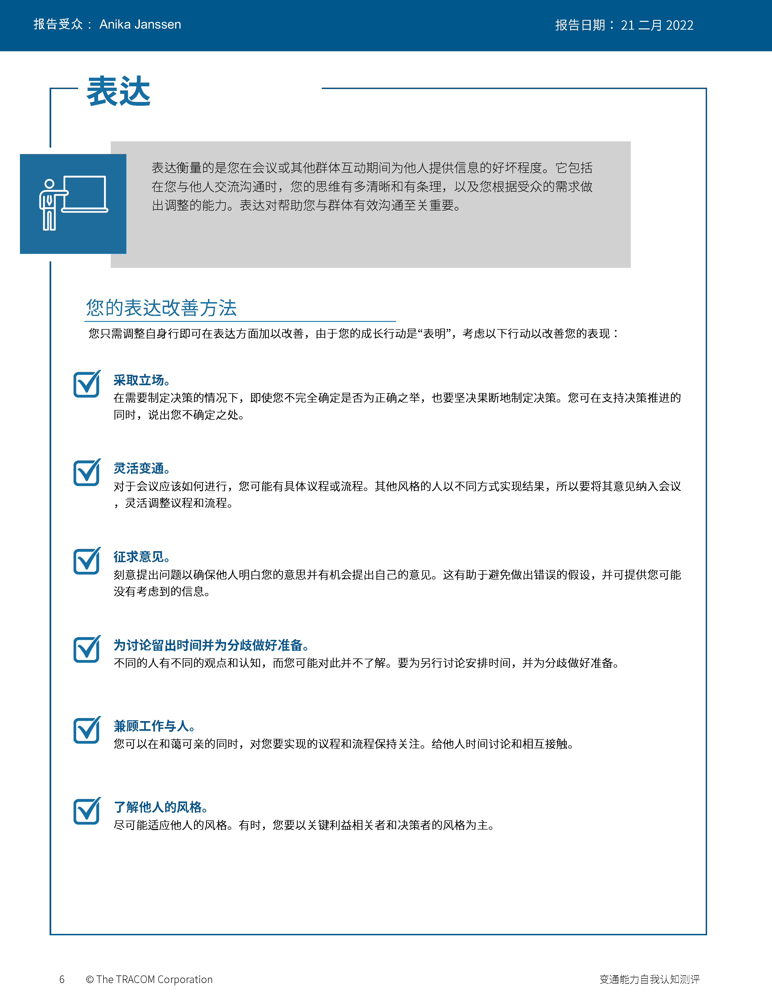 报告受众： Anika Janssen
报告日期： 21 二月 2022
表达
表达衡量的是您在会议或其他群体互动期间为他人提供信息的好坏程度。它包括
在您与他人交流沟通时，您的思维有多清晰和有条理，以及您根据受众的需求做
出调整的能力。表达对帮助您与群体有效沟通至关重要。
您的表达改善方法
您只需调整自身行即可在表达方面加以改善，由于您的成长行动是“表明”，考虑以下行动以改善您的表现：
采取立场。
在需要制定决策的情况下，即使您不完全确定是否为正确之举，也要坚决果断地制定决策。您可在支持决策推进的
同时，说出您不确定之处。
灵活变通。
对于会议应该如何进行，您可能有具体议程或流程。其他风格的人以不同方式实现结果，所以要将其意见纳入会议
，灵活调整议程和流程。
征求意见。
刻意提出问题以确保他人明白您的意思并有机会提出自己的意见。这有助于避免做出错误的假设，并可提供您可能
没有考虑到的信息。
为讨论留出时间并为分歧做好准备。
不同的人有不同的观点和认知，而您可能对此并不了解。要为另行讨论安排时间，并为分歧做好准备。
兼顾工作与人。
您可以在和蔼可亲的同时，对您要实现的议程和流程保持关注。给他人时间讨论和相互接触。
了解他人的风格。
尽可能适应他人的风格。有时，您要以关键利益相关者和决策者的风格为主。
6 © The TRACOM Corporation
变通能力自我认知测评